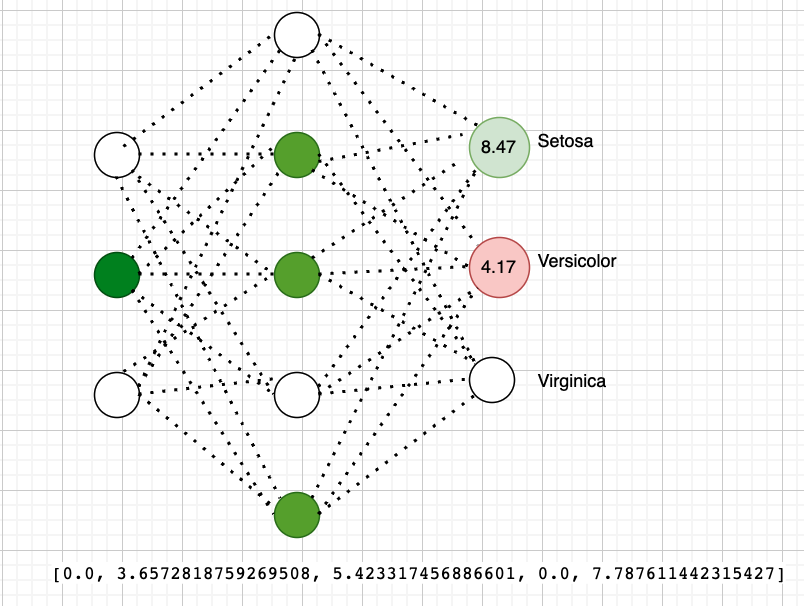 8.47 Setosa
4.17 Versicolor
Virginica
[0.0, 3.6572818759269508, 5.423317456886601, 0.0, 7.787611442315427]